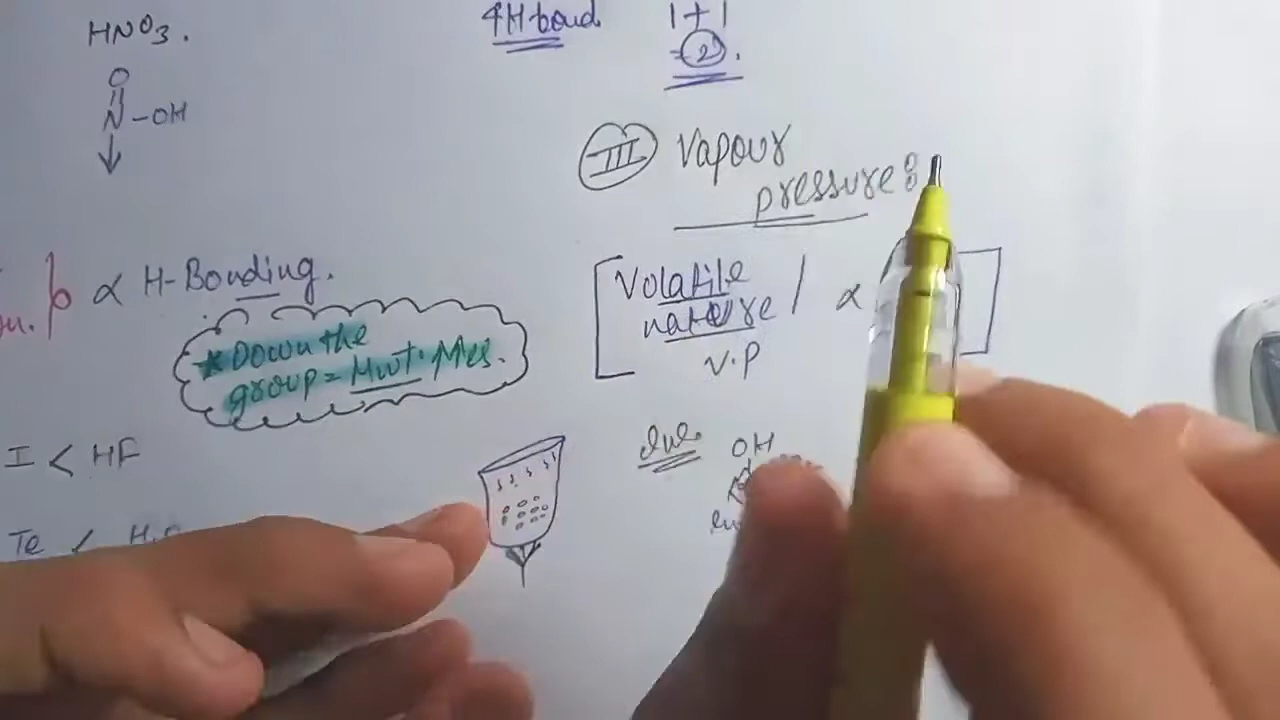 HNO3.
O
N-OH
4H-bond
1+1
2.
III Vapour
pressure:
∝ H-Bonding.
* Down the
group = Mwt.
Volatile
nature / ∝
V.P
I < HF
OH
Te <